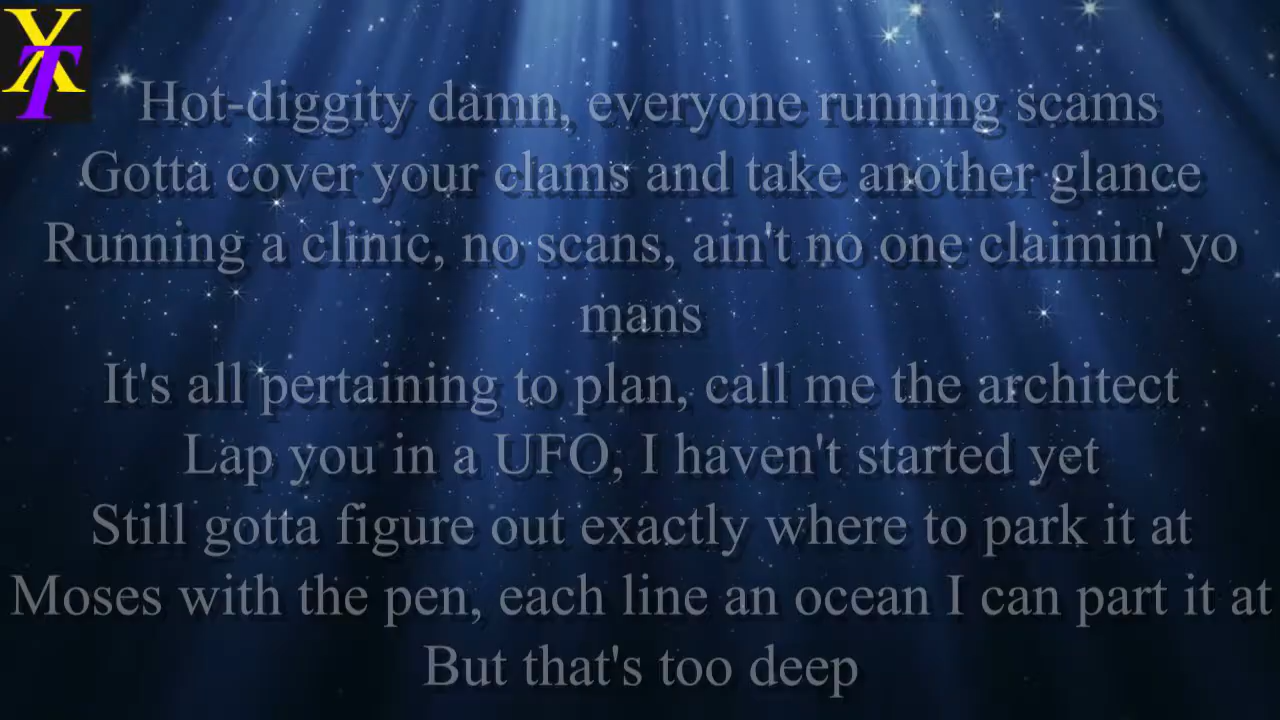 XT
Hot-diggity damn, everyone running scams
Gotta cover your clams and take another glance
Running a clinic, no scans, ain't no one claimin' yo
mans
It's all pertaining to plan, call me the architect
Lap you in a UFO, I haven't started yet
Still gotta figure out exactly where to park it at
Moses with the pen, each line an ocean I can part it at
But that's too deep